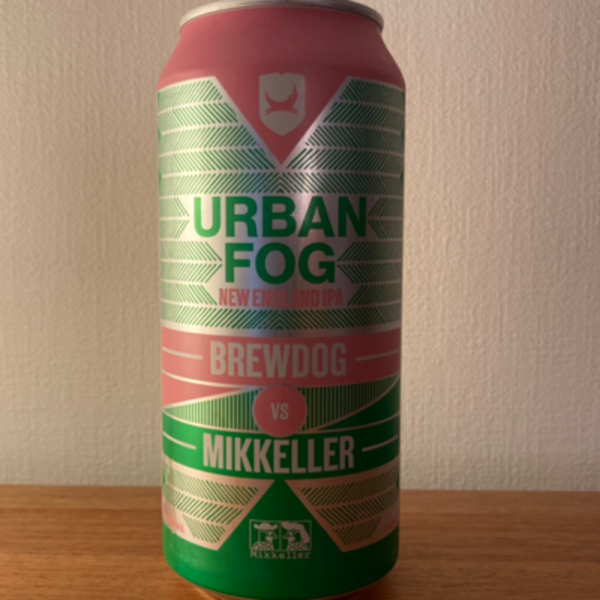 URBAN
FOG
NEW ENGLAND IPA
BREWDOG
VS
MIKKELLER
Mikkeller